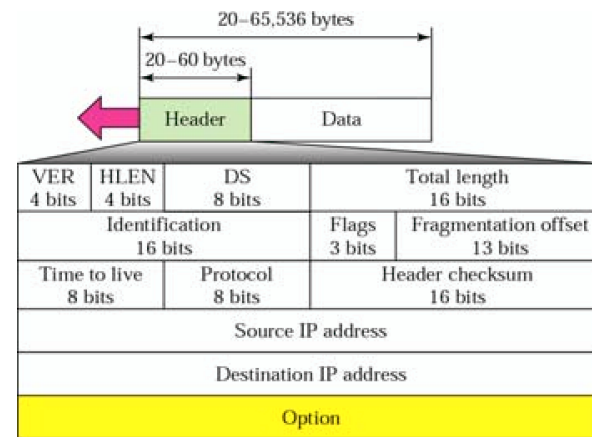 20–65,536 bytes
20–60 bytes
Header
Data
VER
4 bits
HLEN
4 bits
DS
8 bits
Total length
16 bits
Identification
16 bits
Flags
3 bits
Fragmentation offset
13 bits
Time to live
8 bits
Protocol
8 bits
Header checksum
16 bits
Source IP address
Destination IP address
Option